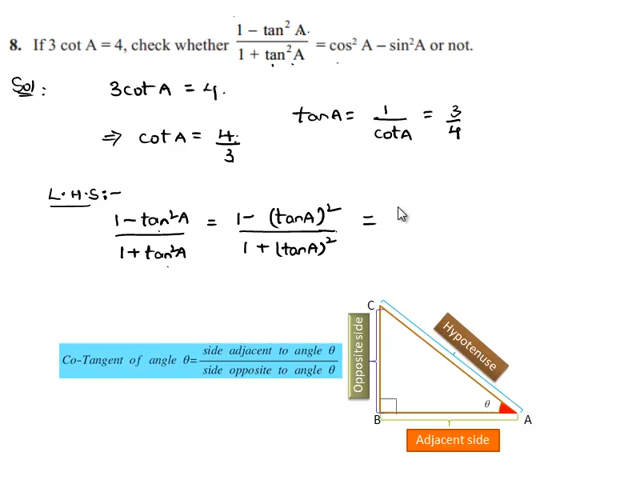 8. If 3 cot A = 4, check whether (1 – tan² A)/(1 + tan² A) = cos² A – sin² A or not.
Sol :
3cot A = 4.
⇒ cot A = 4/3
tan A = 1/cot A = 3/4
L.H.S :-
(1 – tan²A)/(1 + tan²A) = (1 – (tan A)²)/(1 + (tan A)²) =
Co-Tangent of angle θ = side adjacent to angle θ / side opposite to angle θ
C
Opposite side
Hypotenuse
θ
B
A
Adjacent side